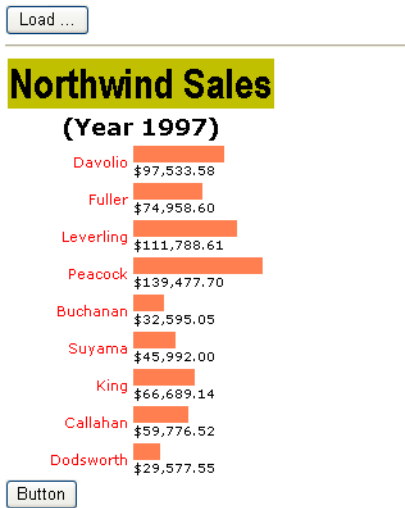 Load ...
Northwind Sales
(Year 1997)
Davolio
$97,533.58
Fuller
$74,958.60
Leverling
$111,788.61
Peacock
$139,477.70
Buchanan
$32,595.05
Suyama
$45,992.00
King
$66,689.14
Callahan
$59,776.52
Dodsworth
$29,577.55
Button